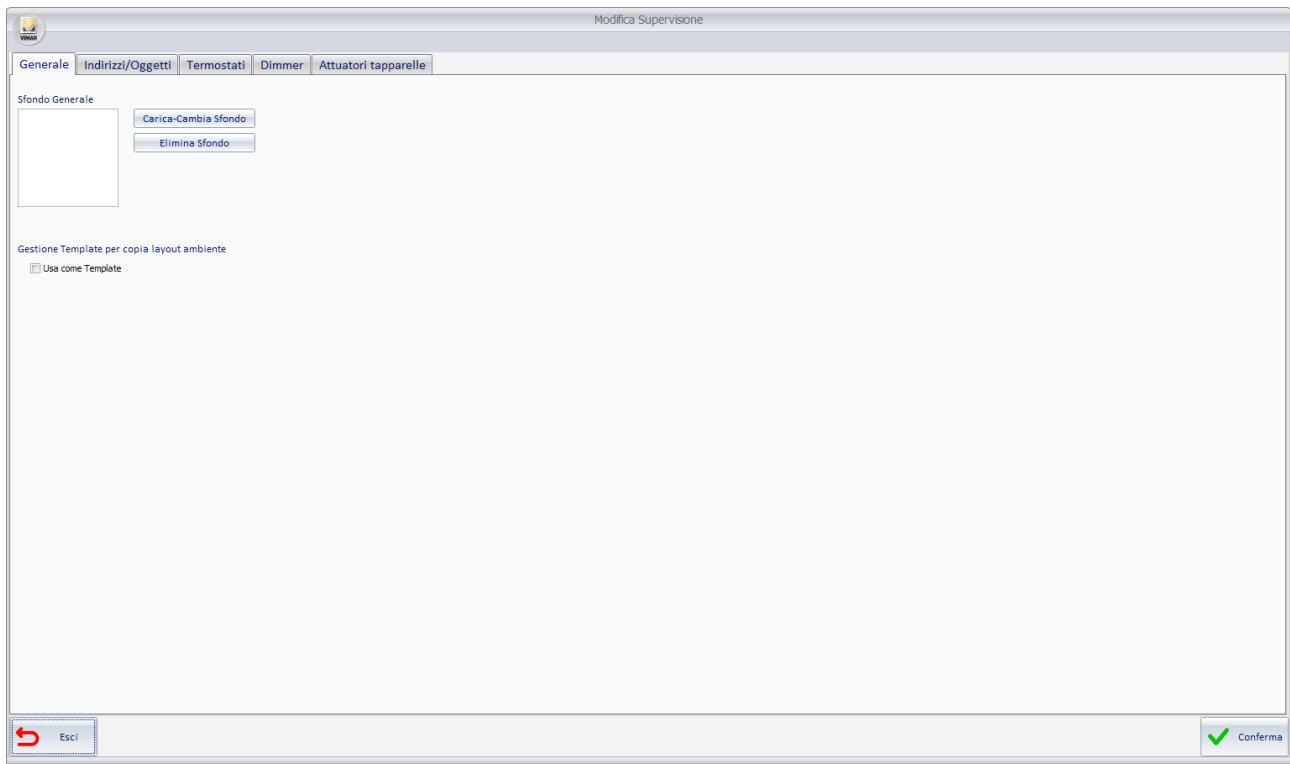 Modifica Supervisione
VIMAR
Generale Indirizzi/Oggetti Termostati Dimmer Attuatori tapparelle
Sfondo Generale
Carica-Cambia Sfondo
Elimina Sfondo
Gestione Template per copia layout ambiente
Usa come Template
Esci Conferma